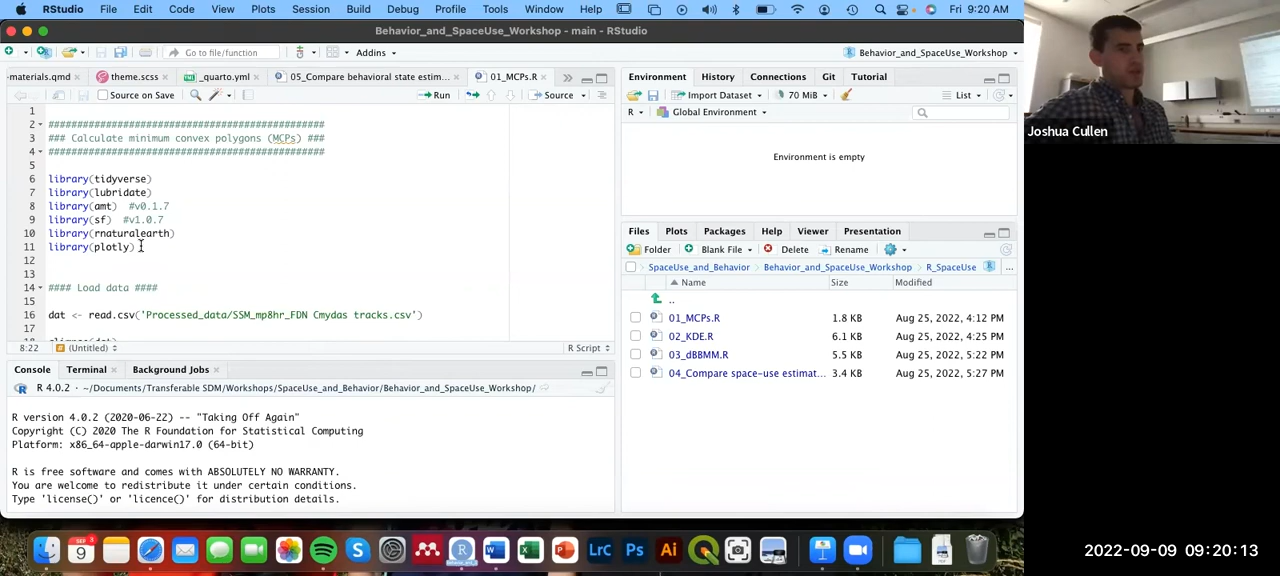 RStudio File Edit Code View Plots Session Build Debug Profile Tools Window Help Fri. 9:20 AM
Behavior_and_SpaceUse_Workshop - main - RStudio
Go to file/function Addins Behavior_and_SpaceUse_Workshop
-materials.qmd theme.scss _quarto.yml 05_Compare behavioral state estim... 01_MCPs.R
Source on Save Run Source
1
2 ################################################
3 ### Calculate minimum convex polygons (MCPs) ###
4 ################################################
5
6 library(tidyverse)
7 library(lubridate)
8 library(amt) #v0.1.7
9 library(sf) #v1.0.7
10 library(rnaturalearth)
11 library(plotly)
12
13
14 #### Load data ####
15
16 dat <- read.csv('Processed_data/SSM_mp8hr_FDN Cmydas tracks.csv')
17
8:22 (Untitled) R Script
Console Terminal Background Jobs
R 4.0.2 · ~/Documents/Transferable SDM/Workshops/SpaceUse_and_Behavior/Behavior_and_SpaceUse_Workshop/
R version 4.0.2 (2020-06-22) -- "Taking Off Again"
Copyright (C) 2020 The R Foundation for Statistical Computing
Platform: x86_64-apple-darwin17.0 (64-bit)
R is free software and comes with ABSOLUTELY NO WARRANTY.
You are welcome to redistribute it under certain conditions.
Type 'license()' or 'licence()' for distribution details.
Environment History Connections Git Tutorial
Import Dataset 70 MiB List
R Global Environment
Environment is empty
Files Plots Packages Help Viewer Presentation
Folder Blank File Delete Rename
SpaceUse_and_Behavior Behavior_and_SpaceUse_Workshop R_SpaceUse ...
Name Size Modified
..
01_MCPs.R 1.8 KB Aug 25, 2022, 4:12 PM
02_KDE.R 6.1 KB Aug 25, 2022, 4:25 PM
03_dBBMM.R 5.5 KB Aug 25, 2022, 5:22 PM
04_Compare space-use estimat... 3.4 KB Aug 25, 2022, 5:27 PM
Joshua Cullen
SEP 9 S R W X P LrC Ps Ai
2022-09-09 09:20:13